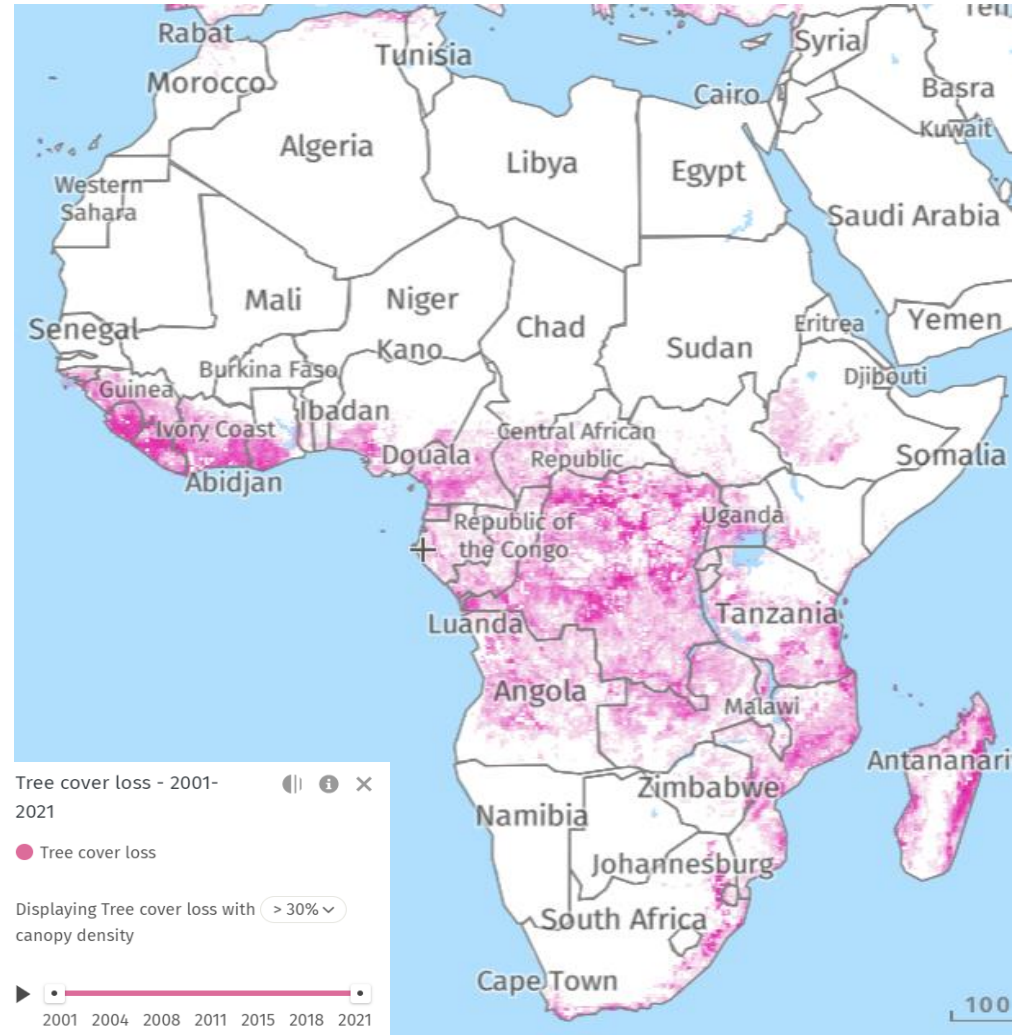 Rabat
Tunisia
Syria
Morocco
Cairo
Basra
Kuwait
Algeria
Libya
Egypt
Western
Sahara
Saudi Arabia
Mali
Niger
Chad
Sudan
Eritrea
Yemen
Senegal
Kano
Burkina Faso
Djibouti
Guinea
Ibadan
Ivory Coast
Douala
Central African
Republic
Somalia
Abidjan
Uganda
Republic of
the Congo
Luanda
Tanzania
Angola
Malawi
Antananari
Zimbabwe
Namibia
Johannesburg
South Africa
Cape Town
100
Tree cover loss - 2001-
2021
Tree cover loss
Displaying Tree cover loss with > 30%
canopy density
2001 2004 2008 2011 2015 2018 2021